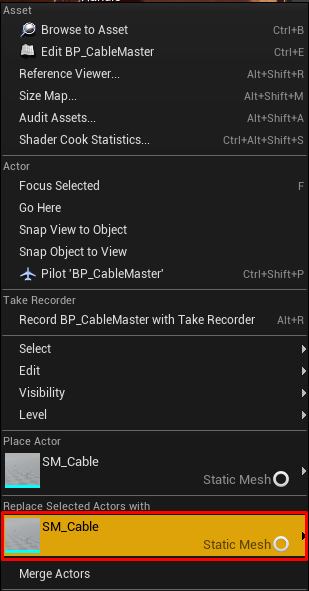 Asset
Browse to Asset Ctrl+B
Edit BP_CableMaster Ctrl+E
Reference Viewer... Alt+Shift+R
Size Map... Alt+Shift+M
Audit Assets... Alt+Shift+A
Shader Cook Statistics... Ctrl+Alt+Shift+S
Actor
Focus Selected F
Go Here
Snap View to Object
Snap Object to View
Pilot 'BP_CableMaster' Ctrl+Shift+P
Take Recorder
Record BP_CableMaster with Take Recorder Alt+R
Select
Edit
Visibility
Level
Place Actor
SM_Cable
Static Mesh
Replace Selected Actors with
SM_Cable
Static Mesh
Merge Actors